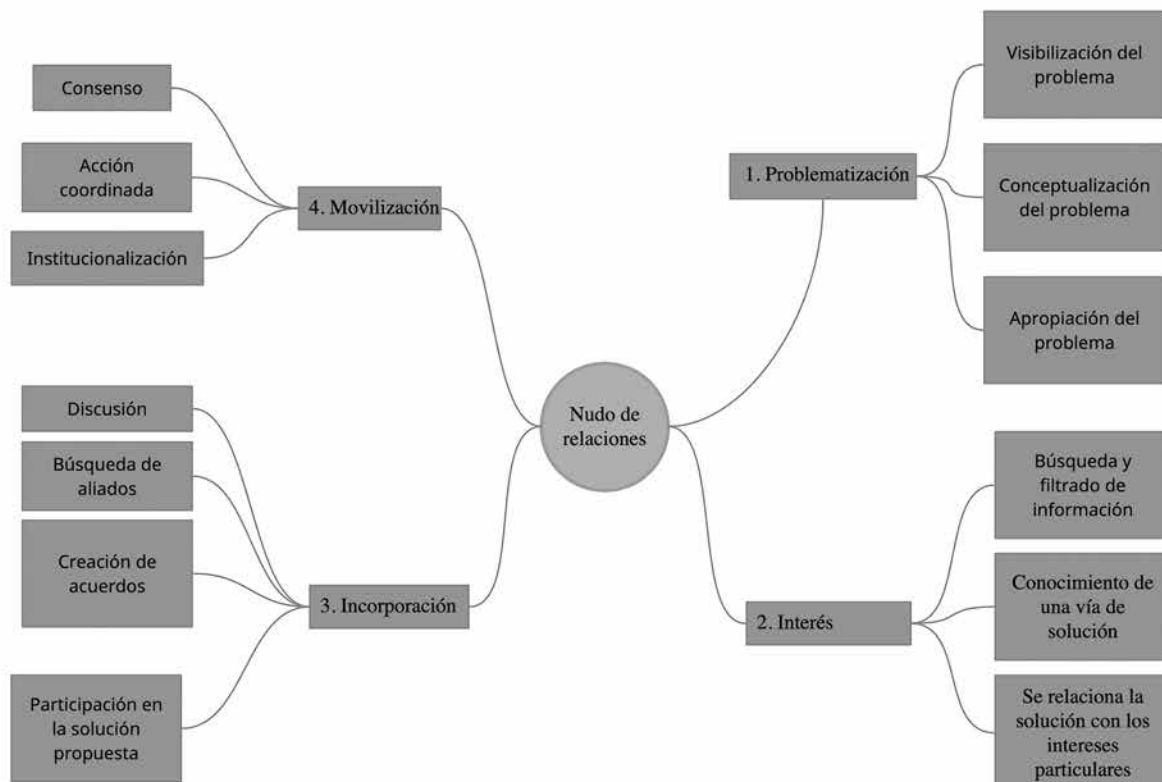 Nudo de
relaciones
1. Problematización
Visibilización del
problema
Conceptualización
del problema
Apropiación del
problema
2. Interés
Búsqueda y
filtrado de
información
Conocimiento de
una vía de
solución
Se relaciona la
solución con los
intereses
particulares
3. Incorporación
Discusión
Búsqueda de
aliados
Creación de
acuerdos
Participación en
la solución
propuesta
4. Movilización
Consenso
Acción
coordinada
Institucionalización